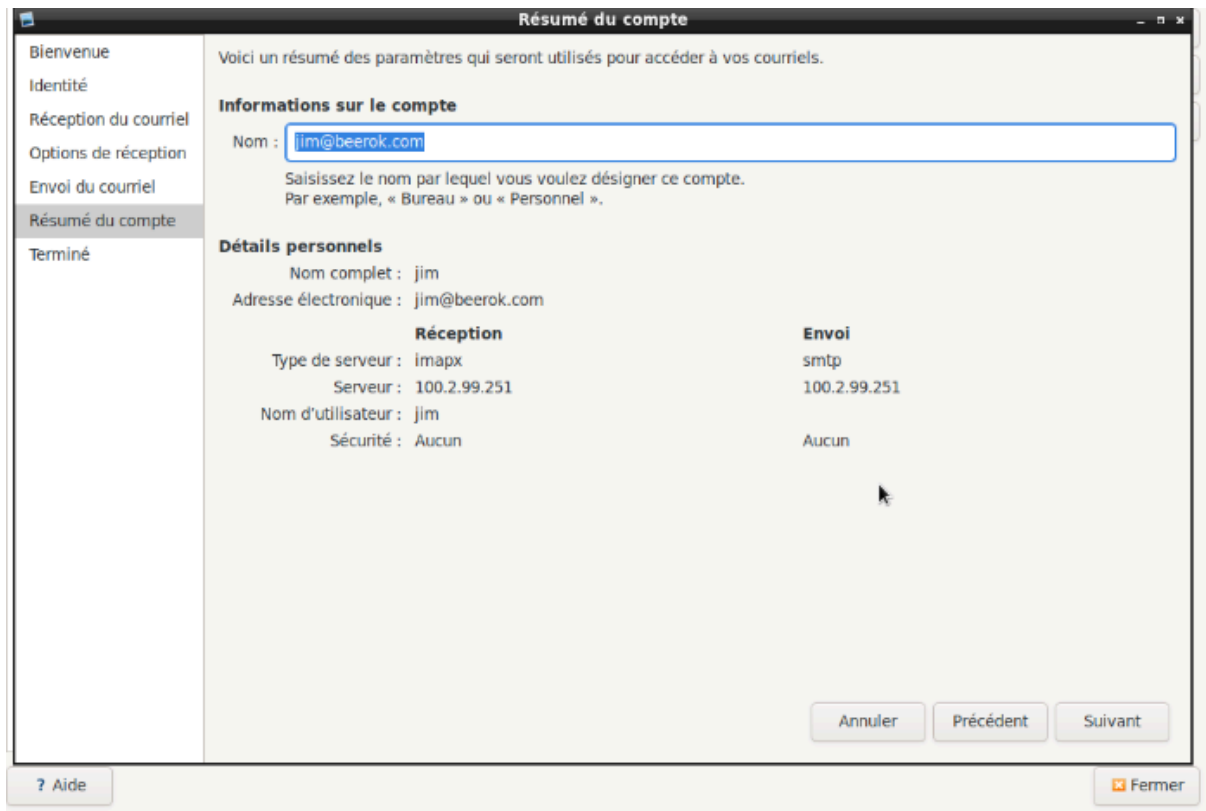 Résumé du compte
Bienvenue
Identité
Réception du courriel
Options de réception
Envoi du courriel
Résumé du compte
Terminé
Voici un résumé des paramètres qui seront utilisés pour accéder à vos courriels.
Informations sur le compte
Nom : jim@beerok.com
Saisissez le nom par lequel vous voulez désigner ce compte.
Par exemple, « Bureau » ou « Personnel ».
Détails personnels
Nom complet : jim
Adresse électronique : jim@beerok.com
Réception Envoi
Type de serveur : imapx smtp
Serveur : 100.2.99.251 100.2.99.251
Nom d'utilisateur : jim
Sécurité : Aucun Aucun
Annuler Précédent Suivant
? Aide Fermer